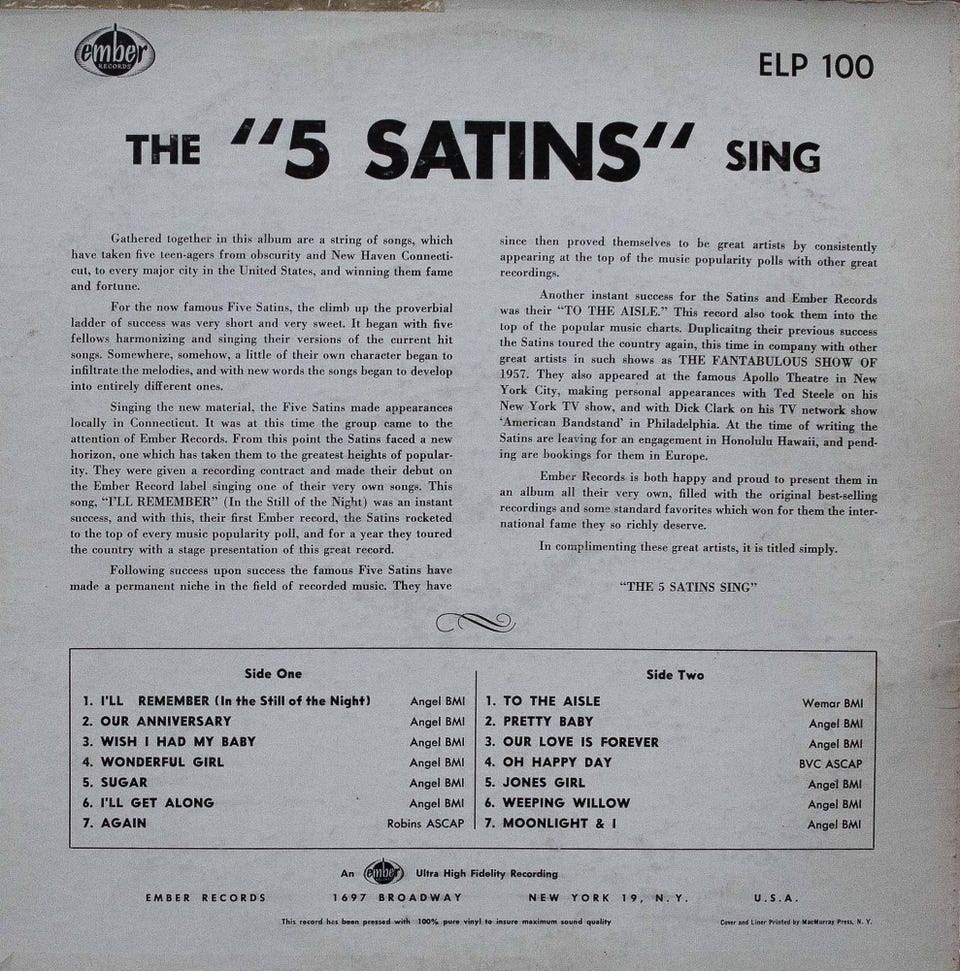 ember
RECORDS
ELP 100
THE "5 SATINS" SING
Gathered together in this album are a string of songs, which
have taken five teen-agers from obscurity and New Haven Connecti-
cut, to every major city in the United States, and winning them fame
and fortune.
For the now famous Five Satins, the climb up the proverbial
ladder of success was very short and very sweet. It began with five
fellows harmonizing and singing their versions of the current hit
songs. Somewhere, somehow, a little of their own character began to
infiltrate the melodies, and with new words the songs began to develop
into entirely different ones.
Singing the new material, the Five Satins made appearances
locally in Connecticut. It was at this time the group came to the
attention of Ember Records. From this point the Satins faced a new
horizon, one which has taken them to the greatest heights of popular-
ity. They were given a recording contract and made their debut on
the Ember Record label singing one of their very own songs. This
song, "I'LL REMEMBER" (In the Still of the Night) was an instant
success, and with this, their first Ember record, the Satins rocketed
to the top of every music popularity poll, and for a year they toured
the country with a stage presentation of this great record.
Following success upon success the famous Five Satins have
made a permanent niche in the field of recorded music. They have
since then proved themselves to be great artists by consistently
appearing at the top of the music popularity polls with other great
recordings.
Another instant success for the Satins and Ember Records
was their "TO THE AISLE." This record also took them into the
top of the popular music charts. Duplicaitng their previous success
the Satins toured the country again, this time in company with other
great artists in such shows as THE FANTABULOUS SHOW OF
1957. They also appeared at the famous Apollo Theatre in New
York City, making personal appearances with Ted Steele on his
New York TV show, and with Dick Clark on his TV network show
'American Bandstand' in Philadelphia. At the time of writing the
Satins are leaving for an engagement in Honolulu Hawaii, and pend-
ing are bookings for them in Europe.
Ember Records is both happy and proud to present them in
an album all their very own, filled with the original best-selling
recordings and some standard favorites which won for them the inter-
national fame they so richly deserve.
In complimenting these great artists, it is titled simply.
"THE 5 SATINS SING"
Side One
1. I'LL REMEMBER (In the Still of the Night) Angel BMI
2. OUR ANNIVERSARY Angel BMI
3. WISH I HAD MY BABY Angel BMI
4. WONDERFUL GIRL Angel BMI
5. SUGAR Angel BMI
6. I'LL GET ALONG Angel BMI
7. AGAIN Robins ASCAP
Side Two
1. TO THE AISLE Wemar BMI
2. PRETTY BABY Angel BMI
3. OUR LOVE IS FOREVER Angel BMI
4. OH HAPPY DAY BVC ASCAP
5. JONES GIRL Angel BMI
6. WEEPING WILLOW Angel BMI
7. MOONLIGHT & I Angel BMI
An ember Ultra High Fidelity Recording
EMBER RECORDS 1697 BROADWAY NEW YORK 19, N.Y. U.S.A.
This record has been pressed with 100% pure vinyl to insure maximum sound quality
Cover and Liner Printed by MacMurray Press, N. Y.